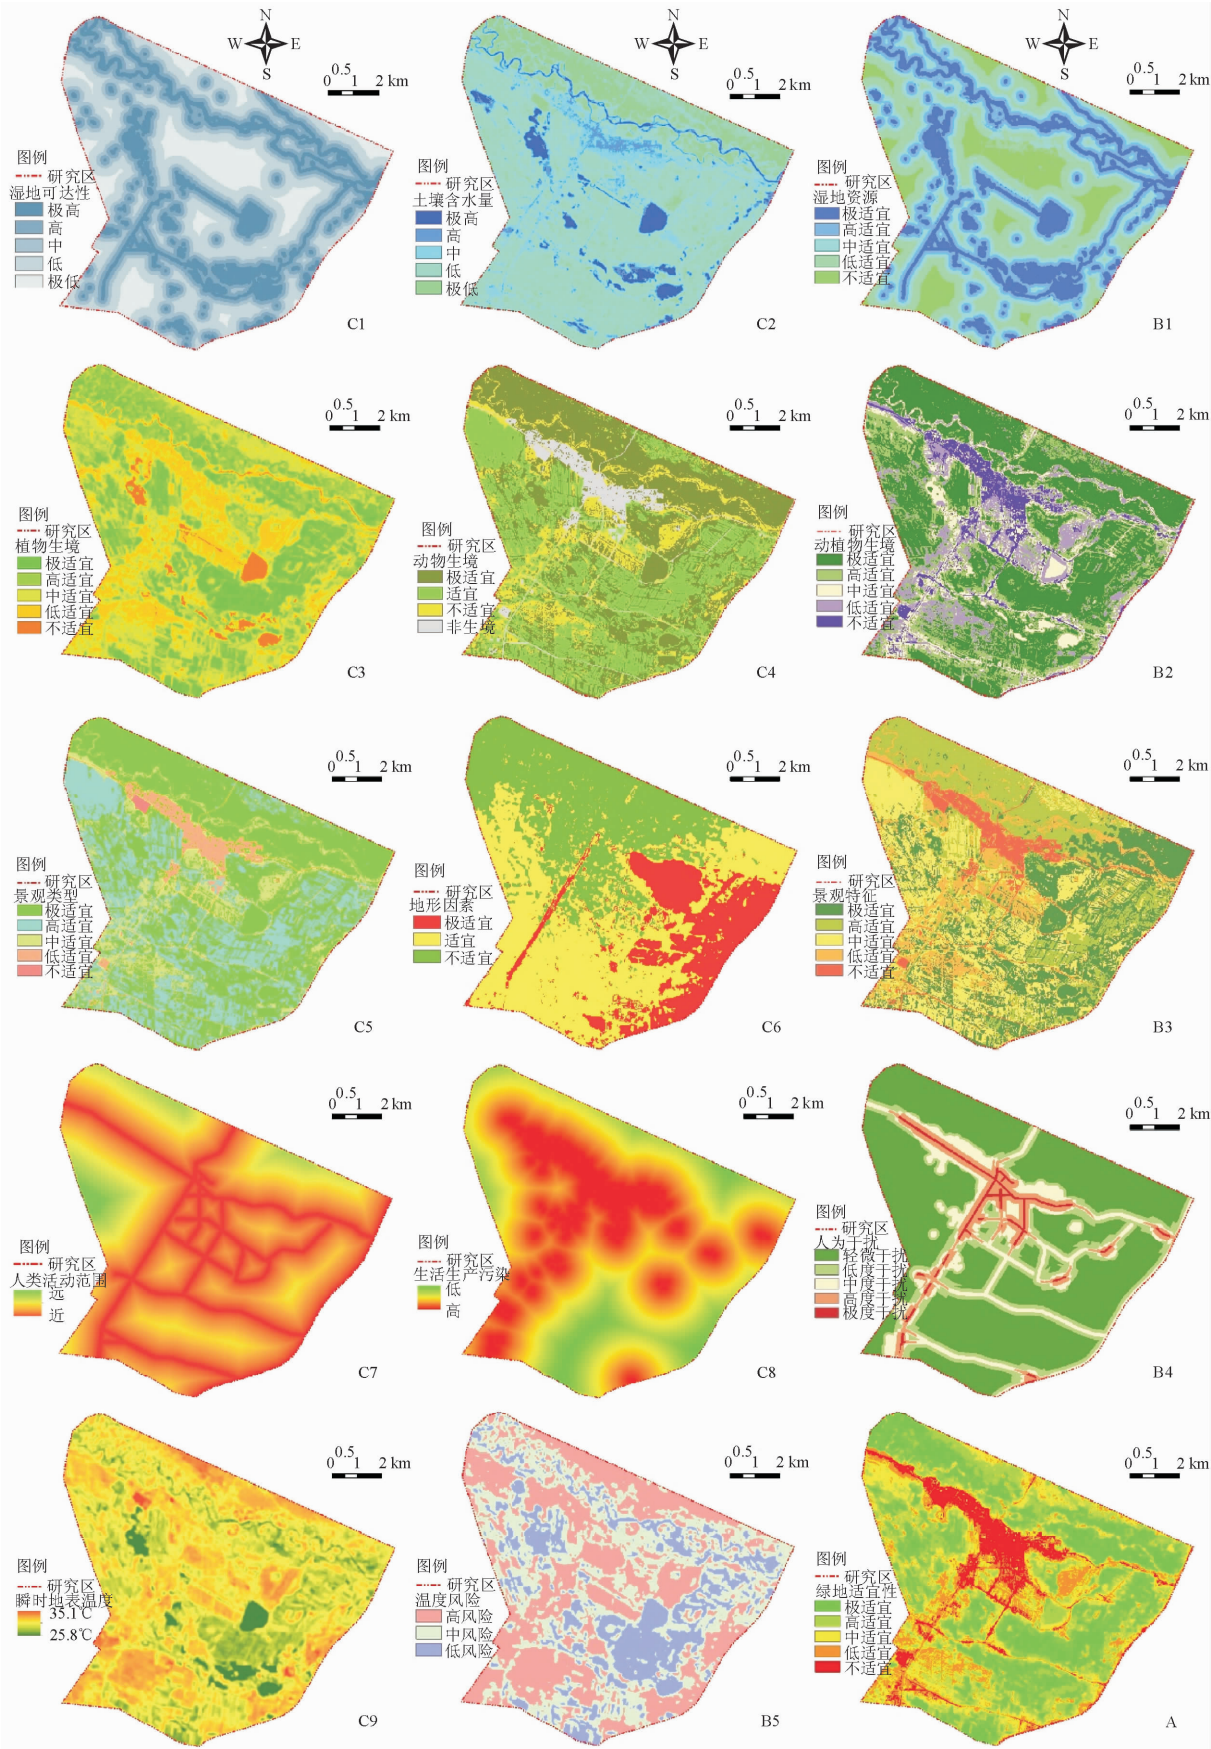 N
W E
S
0.5
0 1 2 km
图例
研究区
湿地可达性
极高
高
中
低
极低
C1
N
W E
S
0.5
0 1 2 km
图例
研究区
土壤含水量
极高
高
中
低
极低
C2
N
W E
S
0.5
0 1 2 km
图例
研究区
湿地资源
极适宜
高适宜
中适宜
低适宜
不适宜
B1
0.5
0 1 2 km
图例
研究区
植物生境
极适宜
高适宜
中适宜
低适宜
不适宜
C3
0.5
0 1 2 km
图例
研究区
动物生境
极适宜
适宜
不适宜
非生境
C4
0.5
0 1 2 km
图例
研究区
动植物生境
极适宜
高适宜
中适宜
低适宜
不适宜
B2
0.5
0 1 2 km
图例
研究区
景观类型
极适宜
高适宜
中适宜
低适宜
不适宜
C5
0.5
0 1 2 km
图例
研究区
地形因素
极适宜
适宜
不适宜
C6
0.5
0 1 2 km
图例
研究区
景观特征
极适宜
高适宜
中适宜
低适宜
不适宜
B3
0.5
0 1 2 km
图例
研究区
人类活动范围
远
近
C7
0.5
0 1 2 km
图例
研究区
生活生产污染
低
高
C8
0.5
0 1 2 km
图例
研究区
人为干扰
轻微干扰
低度干扰
中度干扰
高度干扰
极度干扰
B4
0.5
0 1 2 km
图例
研究区
瞬时地表温度
35.1℃
25.8℃
C9
0.5
0 1 2 km
图例
研究区
温度风险
高风险
中风险
低风险
B5
0.5
0 1 2 km
图例
研究区
绿地适宜性
极适宜
高适宜
中适宜
低适宜
不适宜
A